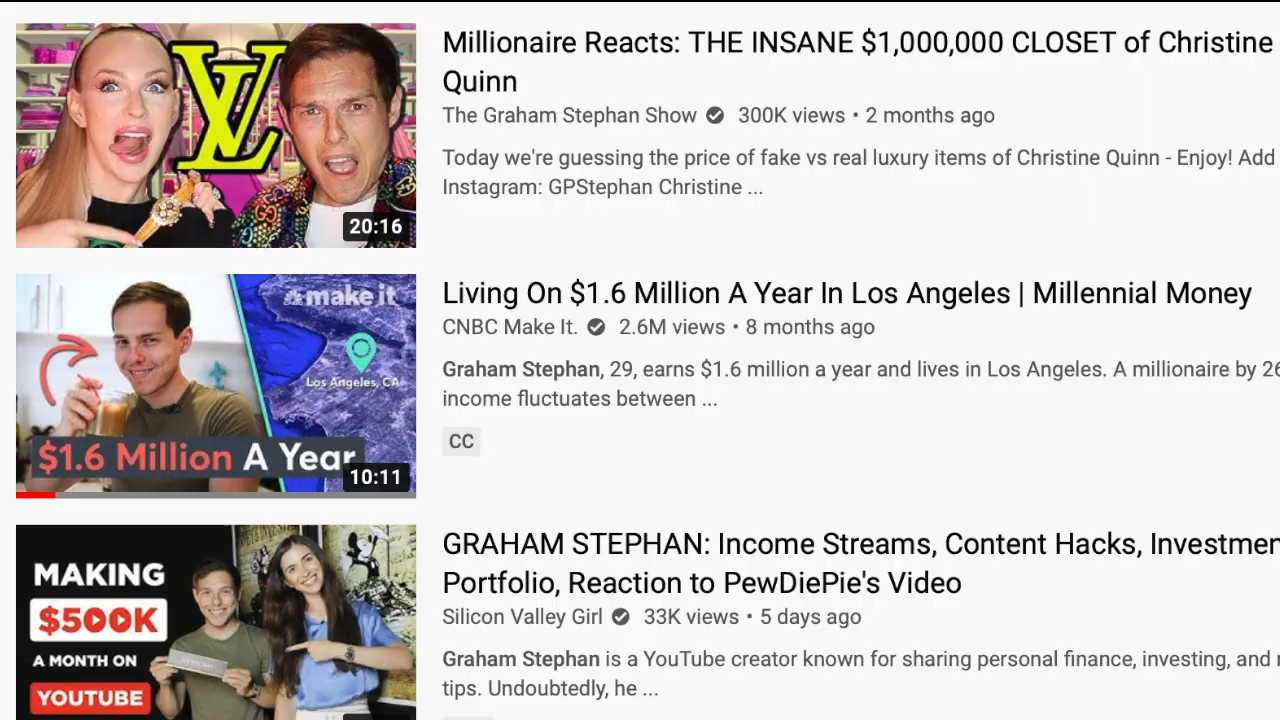 LV
20:16
Millionaire Reacts: THE INSANE $1,000,000 CLOSET of Christine
Quinn
The Graham Stephan Show 300K views • 2 months ago
Today we're guessing the price of fake vs real luxury items of Christine Quinn - Enjoy! Add
Instagram: GPStephan Christine ...
make it
Los Angeles, CA
$1.6 Million A Year
10:11
Living On $1.6 Million A Year In Los Angeles | Millennial Money
CNBC Make It. 2.6M views • 8 months ago
Graham Stephan, 29, earns $1.6 million a year and lives in Los Angeles. A millionaire by 26
income fluctuates between ...
CC
MAKING
$500K
A MONTH ON
YOUTUBE
GRAHAM STEPHAN: Income Streams, Content Hacks, Investmen
Portfolio, Reaction to PewDiePie's Video
Silicon Valley Girl 33K views • 5 days ago
Graham Stephan is a YouTube creator known for sharing personal finance, investing, and
tips. Undoubtedly, he ...